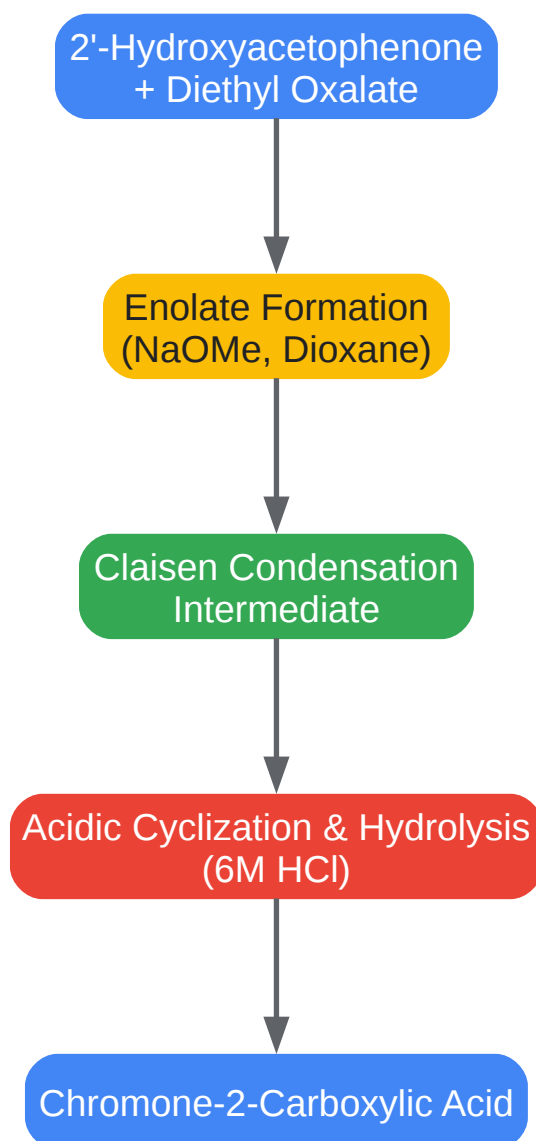 2'-Hydroxyacetophenone
+ Diethyl Oxalate
Enolate Formation
(NaOMe, Dioxane)
Claisen Condensation
Intermediate
Acidic Cyclization & Hydrolysis
(6M HCl)
Chromone-2-Carboxylic Acid